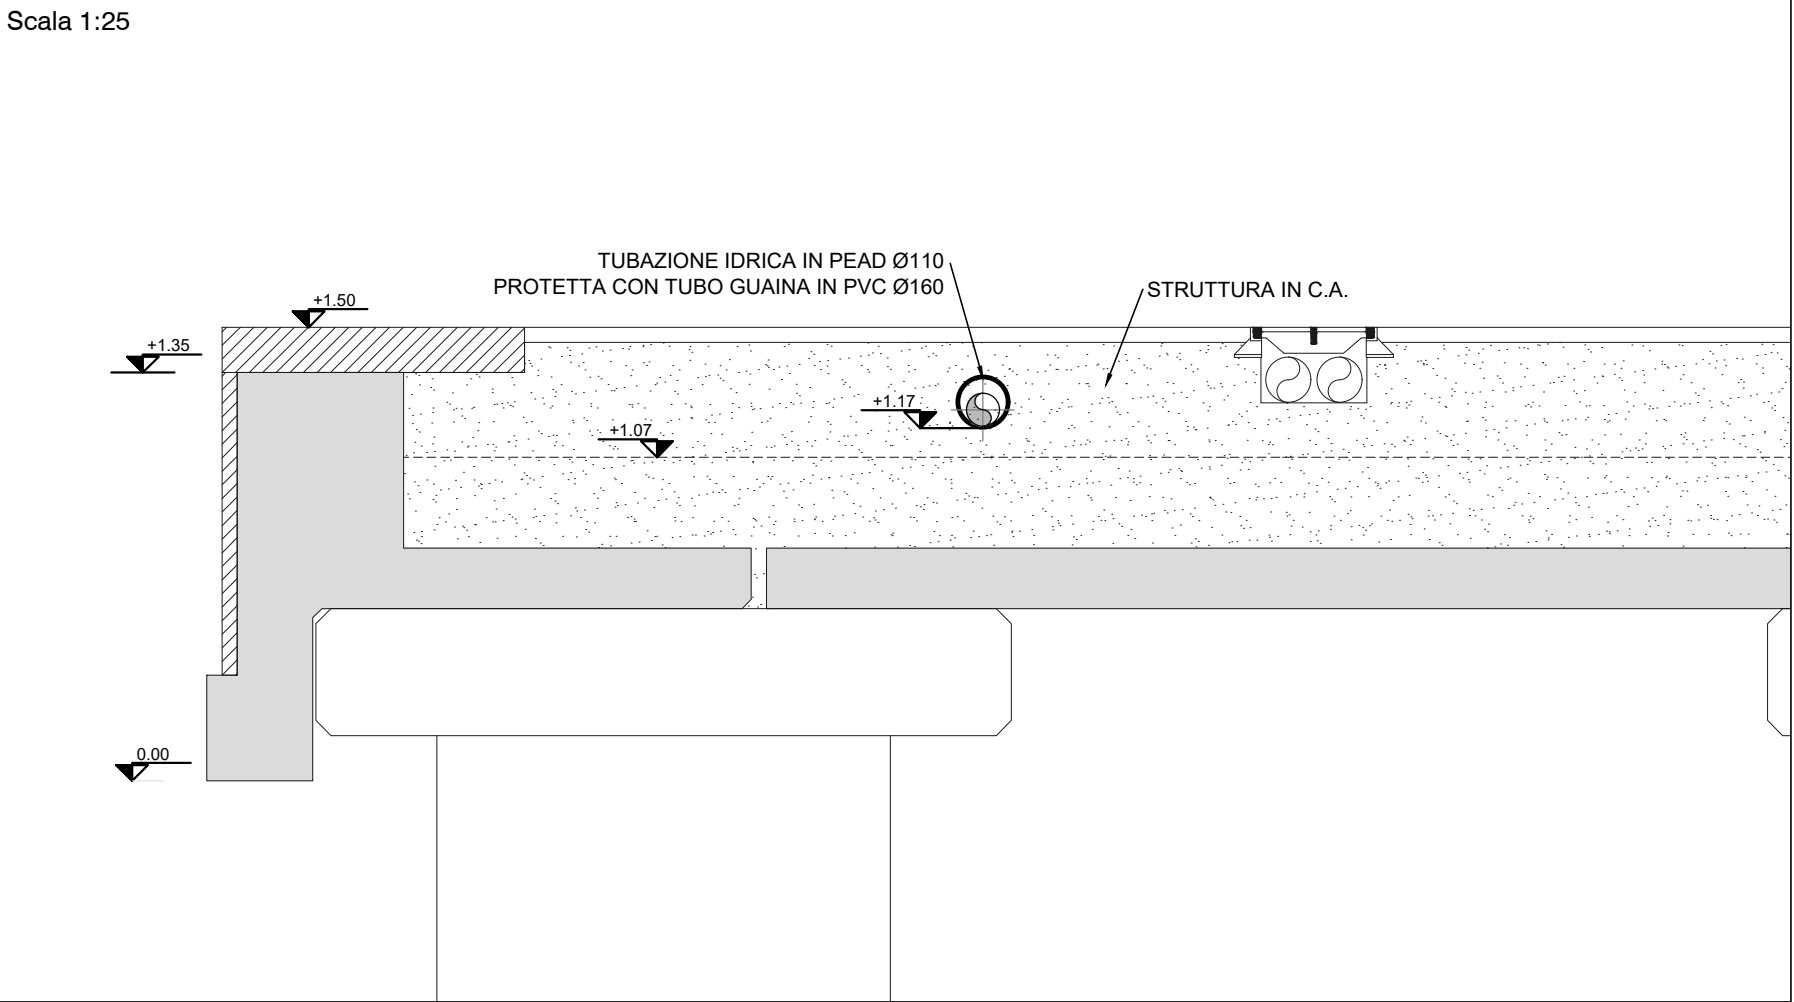 Scala 1:25
TUBAZIONE IDRICA IN PEAD Ø110
PROTETTA CON TUBO GUAINA IN PVC Ø160
STRUTTURA IN C.A.
+1.50
+1.35
+1.17
+1.07
0.00